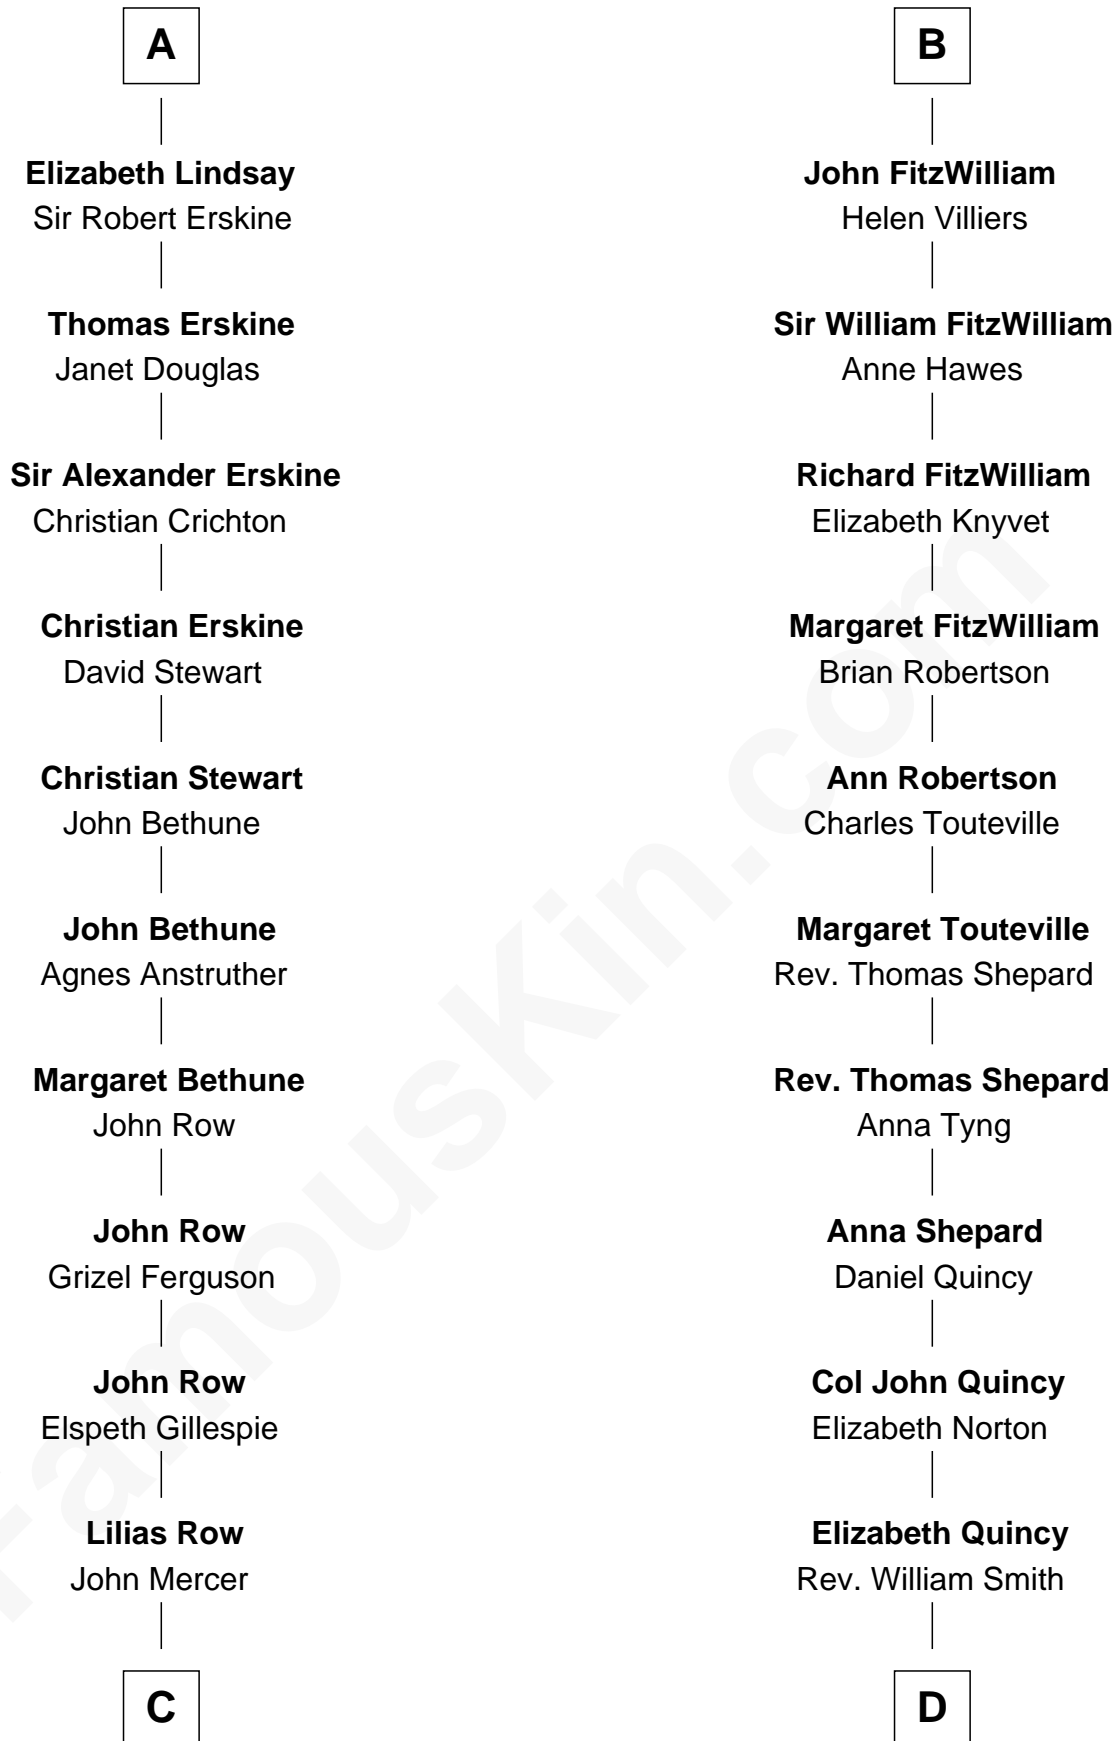 A
Elizabeth Lindsay
Sir Robert Erskine
Thomas Erskine
Janet Douglas
Sir Alexander Erskine
Christian Crichton
Christian Erskine
David Stewart
Christian Stewart
John Bethune
John Bethune
Agnes Anstruther
Margaret Bethune
John Row
John Row
Grizel Ferguson
John Row
Elspeth Gillespie
Lilias Row
John Mercer
C
B
John FitzWilliam
Helen Villiers
Sir William FitzWilliam
Anne Hawes
Richard FitzWilliam
Elizabeth Knyvet
Margaret FitzWilliam
Brian Robertson
Ann Robertson
Charles Touteville
Margaret Touteville
Rev. Thomas Shepard
Rev. Thomas Shepard
Anna Tyng
Anna Shepard
Daniel Quincy
Col John Quincy
Elizabeth Norton
Elizabeth Quincy
Rev. William Smith
D
FamousKin.com